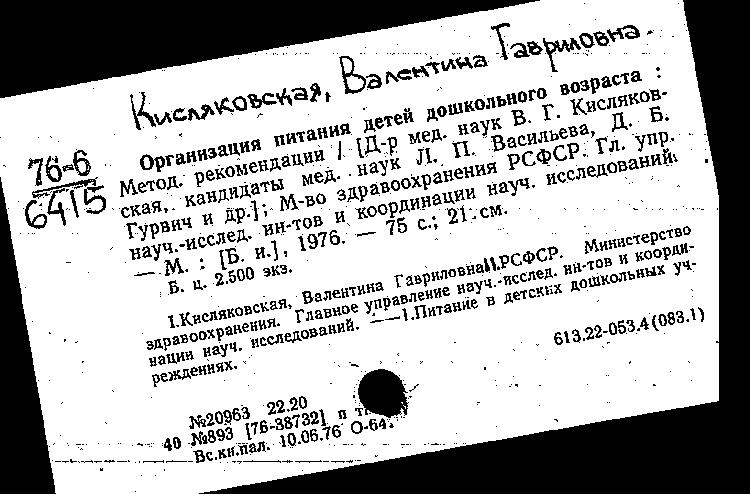 Кисляковская, Валентина Гавриловна.
76-6
6415
Организация питания детей дошкольного возраста :
Метод. рекомендации / [Д-р мед. наук В. Г. Кисляков-
ская, кандидаты мед. наук Л. П. Васильева, Д. Б.
Гурвич и др.]; М-во здравоохранения РСФСР. Гл. упр.
науч.-исслед. ин-тов и координации науч. исследований.
— М. : [Б. и.], 1976. — 75 с.; 21 см.
Б. ц. 2.500 экз.
I.Кисляковская, Валентина ГавриловнаII.РСФСР. Министерство
здравоохранения. Главное управление науч.-исслед. ин-тов и коорди-
нации науч. исследований. —— 1.Питание в детских дошкольных уч-
реждениях.
613.22-053.4(083.1)
№20963 22.20
40 №893 [76-38732] п
Вс.кн.пал. 10.06.76 О-64.